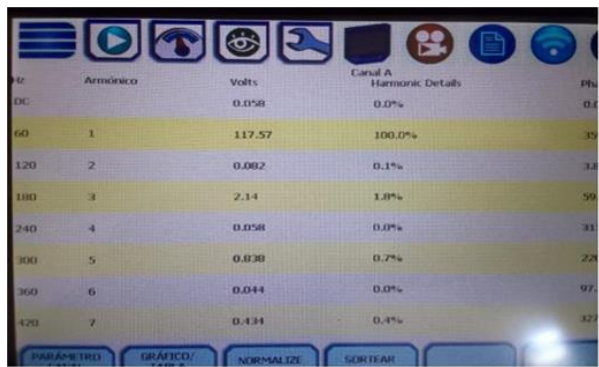 Canal A
Hz Armónico Volts Harmonic Details
DC 0.058 0.0%
60 1 117.57 100.0%
120 2 0.082 0.1%
180 3 2.14 1.8%
240 4 0.058 0.0%
300 5 0.838 0.7%
360 6 0.044 0.0%
420 7 0.434 0.4%
PARÁMETRO GRÁFICO/ NORMALIZE SORTEAR
TABLA